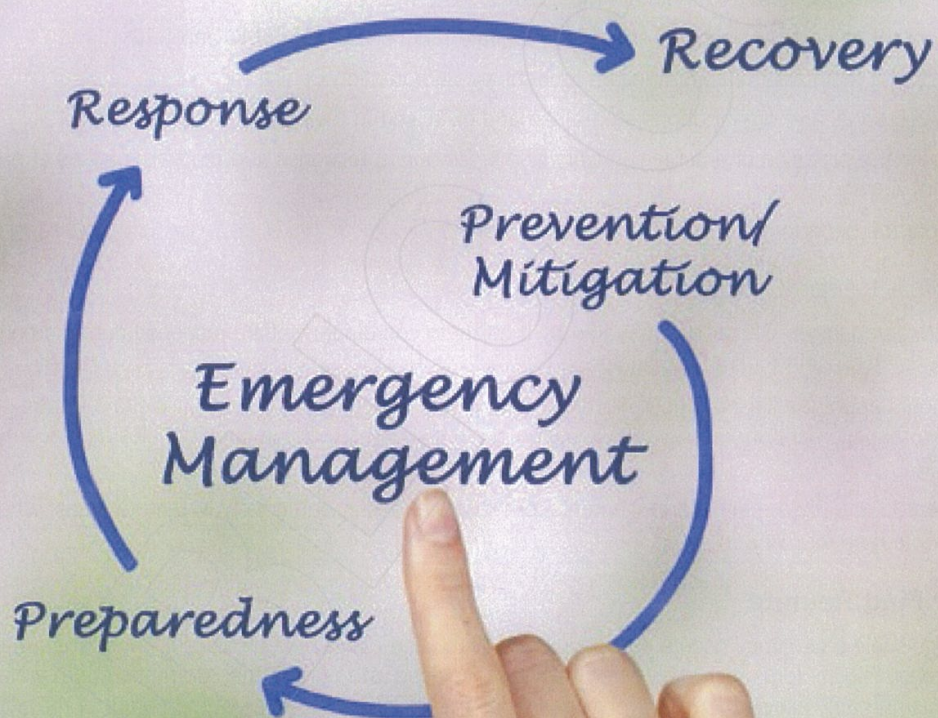 Recovery
Response
Prevention/
Mitigation
Emergency
Management
Preparedness